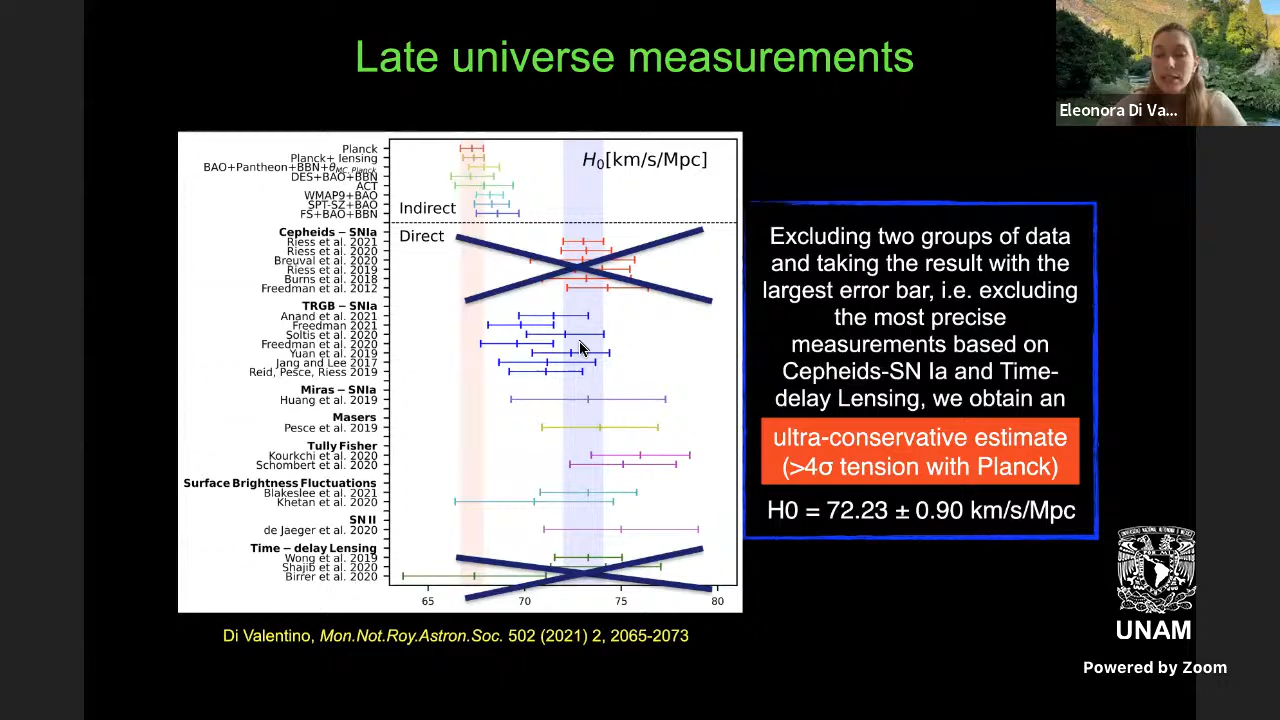 Late universe measurements
Eleonora Di Va...
H0[km/s/Mpc]
Planck
Planck+ lensing
BAO+Pantheon+BBN+θMC, Planck
DES+BAO+BBN
ACT
WMAP9+BAO
SPT-SZ+BAO
FS+BAO+BBN
Indirect
Direct
Cepheids – SNIa
Riess et al. 2021
Riess et al. 2020
Breuval et al. 2020
Riess et al. 2019
Burns et al. 2018
Freedman et al. 2012
TRGB – SNIa
Anand et al. 2021
Freedman 2021
Soltis et al. 2020
Freedman et al. 2020
Yuan et al. 2019
Jang and Lee 2017
Reid, Pesce, Riess 2019
Miras – SNIa
Huang et al. 2019
Masers
Pesce et al. 2019
Tully Fisher
Kourkchi et al. 2020
Schombert et al. 2020
Surface Brightness Fluctuations
Blakeslee et al. 2021
Khetan et al. 2020
SN II
de Jaeger et al. 2020
Time – delay Lensing
Wong et al. 2019
Shajib et al. 2020
Birrer et al. 2020
65 70 75 80
Di Valentino, Mon.Not.Roy.Astron.Soc. 502 (2021) 2, 2065-2073
Excluding two groups of data
and taking the result with the
largest error bar, i.e. excluding
the most precise
measurements based on
Cepheids-SN Ia and Time-
delay Lensing, we obtain an
ultra-conservative estimate
(>4σ tension with Planck)
H0 = 72.23 ± 0.90 km/s/Mpc
UNAM
Powered by Zoom